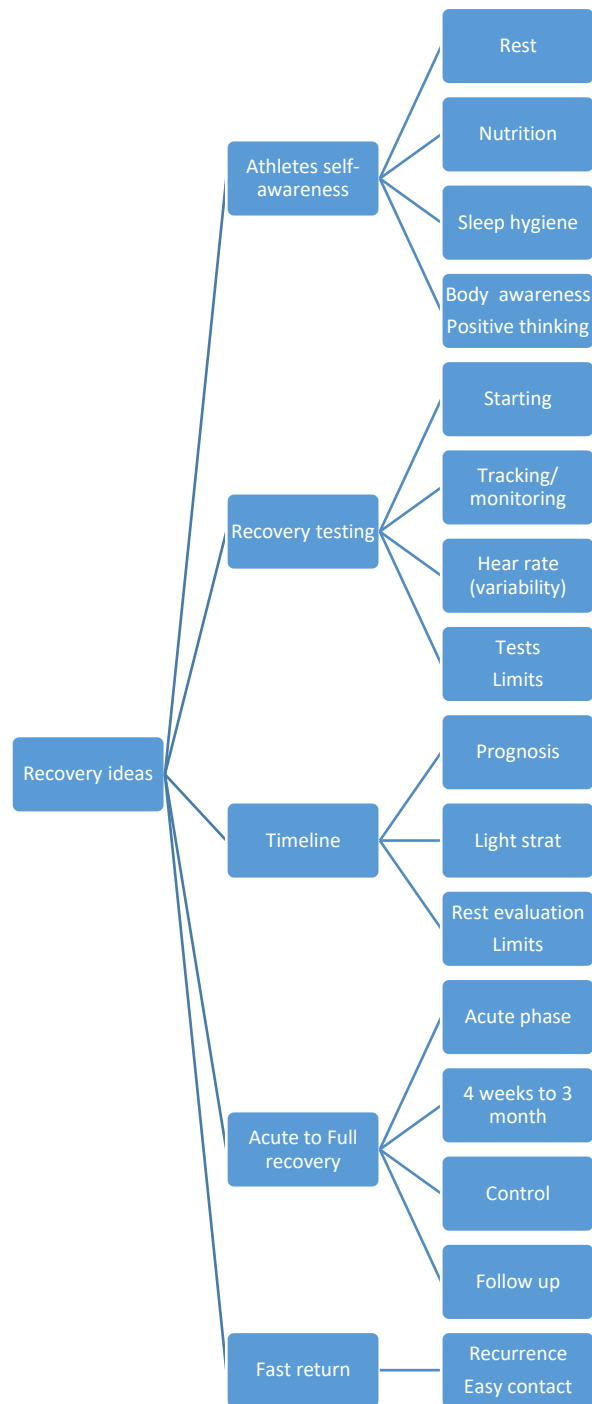 Recovery ideas
Athletes self-
awareness
Rest
Nutrition
Sleep hygiene
Body  awareness
Positive thinking
Recovery testing
Starting
Tracking/
monitoring
Hear rate
(variability)
Tests
Limits
Timeline
Prognosis
Light strat
Rest evaluation
Limits
Acute to Full
recovery
Acute phase
4 weeks to 3
month
Control
Follow up
Fast return
Recurrence
Easy contact